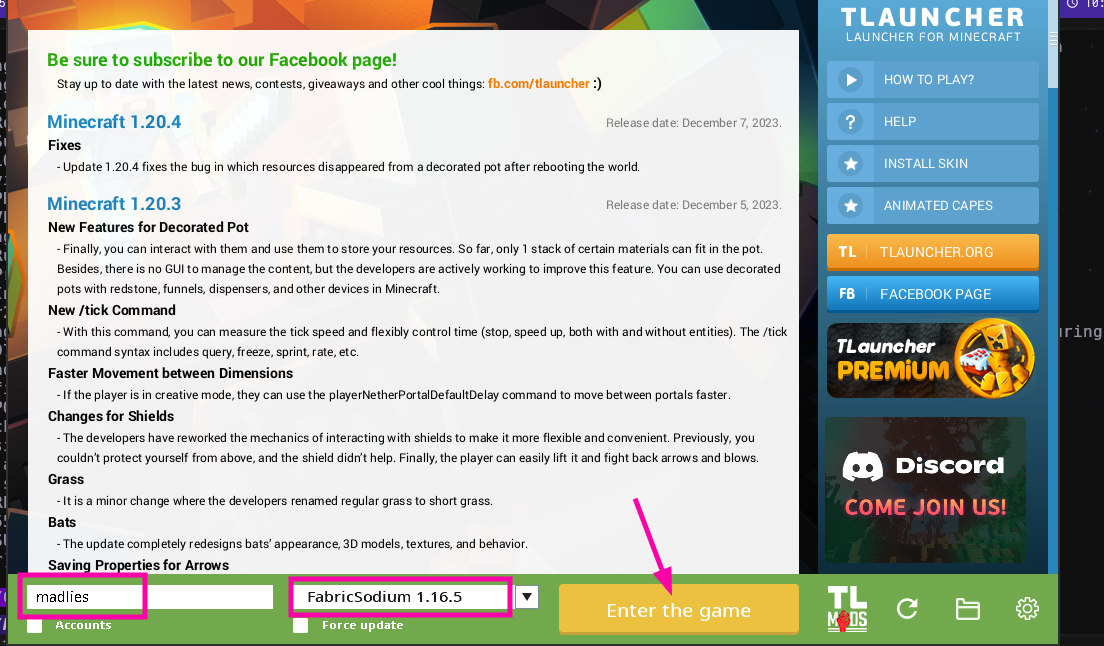 Be sure to subscribe to our Facebook page!
Stay up to date with the latest news, contests, giveaways and other cool things: fb.com/tlauncher :)
Minecraft 1.20.4
Release date: December 7, 2023.
Fixes
- Update 1.20.4 fixes the bug in which resources disappeared from a decorated pot after rebooting the world.
Minecraft 1.20.3
Release date: December 5, 2023.
New Features for Decorated Pot
- Finally, you can interact with them and use them to store your resources. So far, only 1 stack of certain materials can fit in the pot.
Besides, there is no GUI to manage the content, but the developers are actively working to improve this feature. You can use decorated
pots with redstone, funnels, dispensers, and other devices in Minecraft.
New /tick Command
- With this command, you can measure the tick speed and flexibly control time (stop, speed up, both with and without entities). The /tick
command syntax includes query, freeze, sprint, rate, etc.
Faster Movement between Dimensions
- If the player is in creative mode, they can use the playerNetherPortalDefaultDelay command to move between portals faster.
Changes for Shields
- The developers have reworked the mechanics of interacting with shields to make it more flexible and convenient. Previously, you
couldn't protect yourself from above, and the shield didn't help. Finally, the player can easily lift it and fight back arrows and blows.
Grass
- It is a minor change where the developers renamed regular grass to short grass.
Bats
- The update completely redesigns bats' appearance, 3D models, textures, and behavior.
Saving Properties for Arrows
TLAUNCHER
LAUNCHER FOR MINECRAFT
HOW TO PLAY?
HELP
INSTALL SKIN
ANIMATED CAPES
TL TLAUNCHER.ORG
FB FACEBOOK PAGE
TLauncher
PREMIUM
Discord
COME JOIN US!
madlies
FabricSodium 1.16.5
Enter the game
Accounts
Force update
TL
MODS
10:
uring